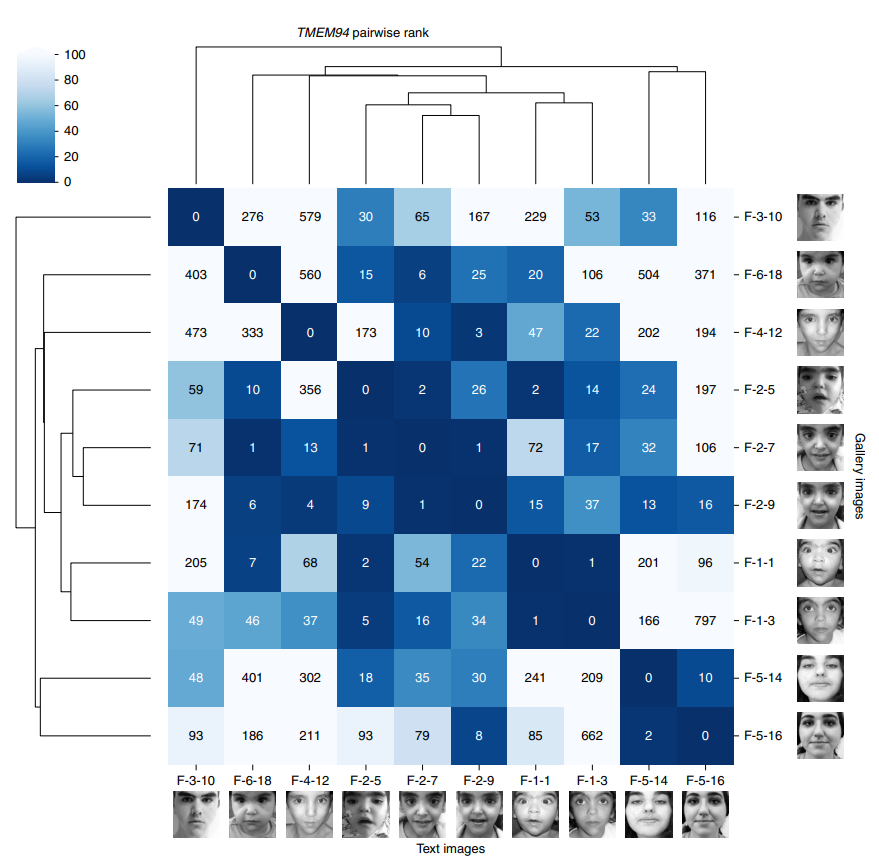 TMEM94 pairwise rank
100
80
60
40
20
0
0 276 579 30 65 167 229 53 33 116 F-3-10
403 0 560 15 6 25 20 106 504 371 F-6-18
473 333 0 173 10 3 47 22 202 194 F-4-12
59 10 356 0 2 26 2 14 24 197 F-2-5
71 1 13 1 0 1 72 17 32 106 F-2-7
174 6 4 9 1 0 15 37 13 16 F-2-9
205 7 68 2 54 22 0 1 201 96 F-1-1
49 46 37 5 16 34 1 0 166 797 F-1-3
48 401 302 18 35 30 241 209 0 10 F-5-14
93 186 211 93 79 8 85 662 2 0 F-5-16
Gallery images
F-3-10 F-6-18 F-4-12 F-2-5 F-2-7 F-2-9 F-1-1 F-1-3 F-5-14 F-5-16
Text images